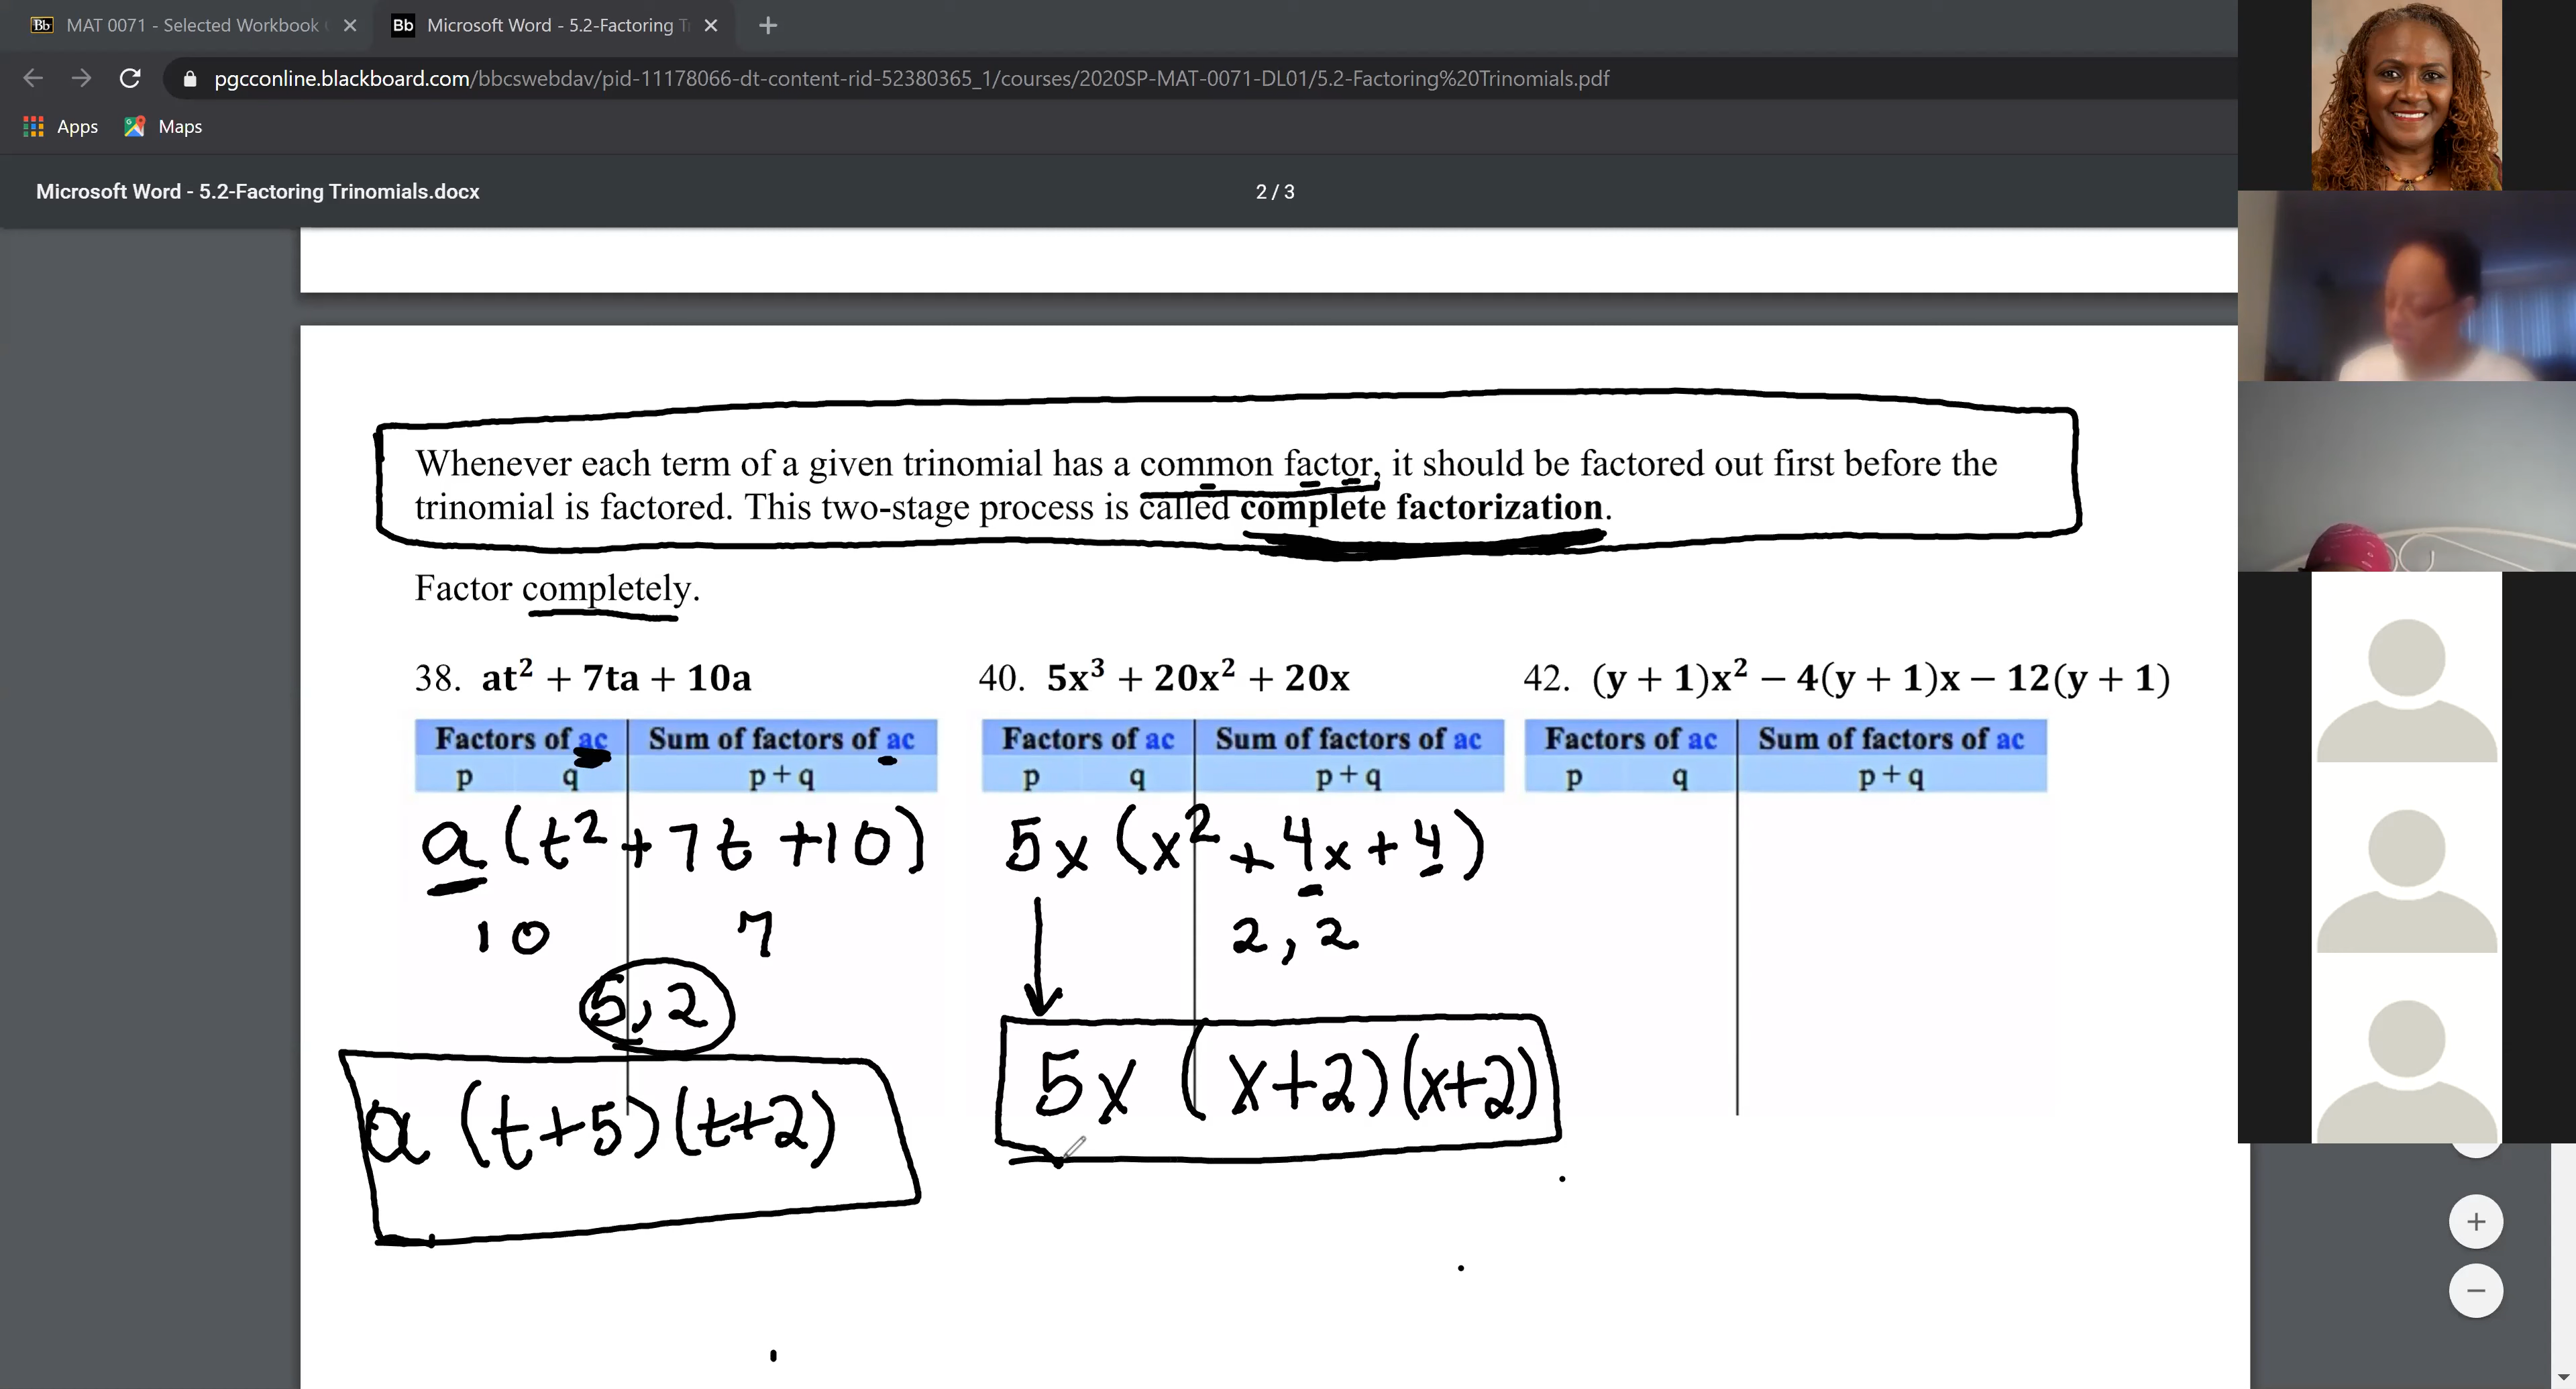 MAT 0071 - Selected Workbook
Microsoft Word - 5.2-Factoring T
pgcconline.blackboard.com/bbcswebdav/pid-11178066-dt-content-rid-52380365_1/courses/2020SP-MAT-0071-DL01/5.2-Factoring%20Trinomials.pdf
Apps Maps
Microsoft Word - 5.2-Factoring Trinomials.docx 2 / 3
Whenever each term of a given trinomial has a common factor, it should be factored out first before the
trinomial is factored. This two-stage process is called complete factorization.
Factor completely.
38. at² + 7ta + 10a
Factors of ac Sum of factors of ac
p q p + q
a (t² + 7t + 10)
10 7
5, 2
a (t+5)(t+2)
40. 5x³ + 20x² + 20x
Factors of ac Sum of factors of ac
p q p + q
5x (x² + 4x + 4)
2, 2
5x (x+2)(x+2)
42. (y + 1)x² − 4(y + 1)x − 12(y + 1)
Factors of ac Sum of factors of ac
p q p + q